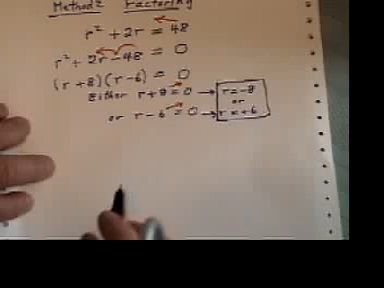 Method 2 Factoring
r² + 2r = 48
r² + 2r - 48 = 0
(r + 8)(r - 6) = 0
Either r + 8 = 0 → r = -8
or
or r - 6 = 0 → r = +6